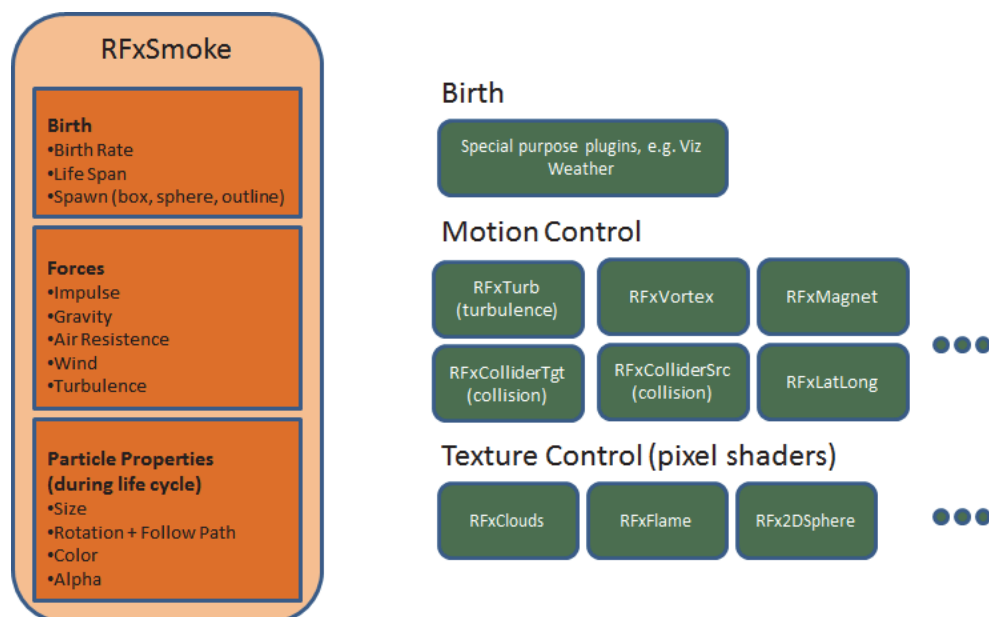 RFxSmoke
Birth
•Birth Rate
•Life Span
•Spawn (box, sphere, outline)
Forces
•Impulse
•Gravity
•Air Resistence
•Wind
•Turbulence
Particle Properties
(during life cycle)
•Size
•Rotation + Follow Path
•Color
•Alpha
Birth
Special purpose plugins, e.g. Viz
Weather
Motion Control
RFxTurb
(turbulence)
RFxVortex
RFxMagnet
RFxColliderTgt
(collision)
RFxColliderSrc
(collision)
RFxLatLong
Texture Control (pixel shaders)
RFxClouds
RFxFlame
RFx2DSphere